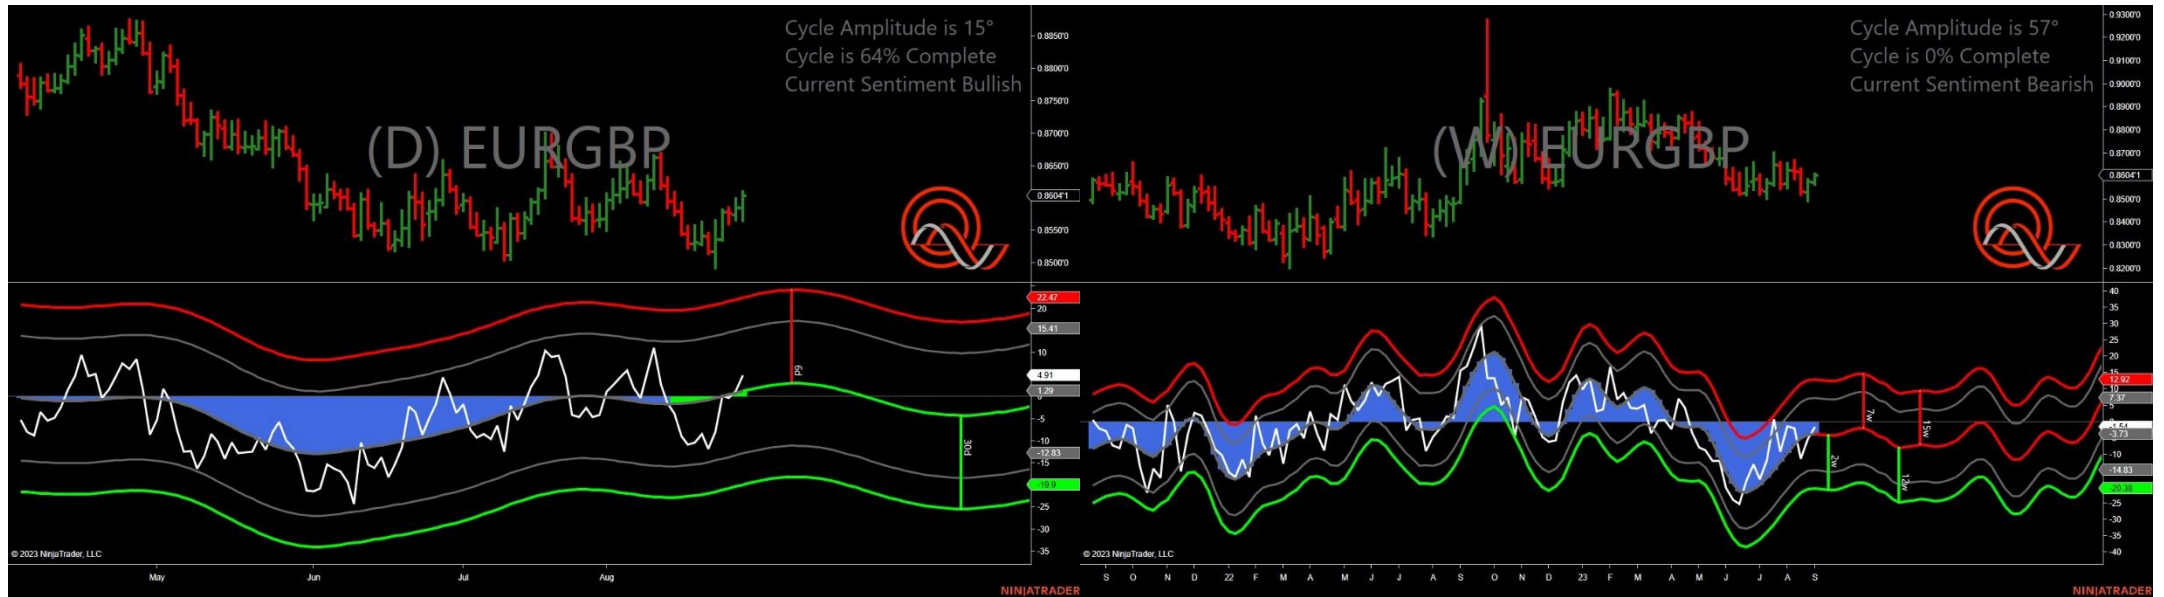 Cycle Amplitude is 15°
Cycle is 64% Complete
Current Sentiment Bullish
(D) EURGBP
0.8850'0
0.8800'0
0.8750'0
0.8700'0
0.8650'0
0.8604'1
0.8550'0
0.8500'0
22.47
20
15.41
10
4.91
1.29
0
-5
-10
-12.83
-15
-19.9
-25
-30
-35
6d
30d
© 2023 NinjaTrader, LLC
May Jun Jul Aug
NINJATRADER
Cycle Amplitude is 57°
Cycle is 0% Complete
Current Sentiment Bearish
(W) EURGBP
0.9300'0
0.9200'0
0.9100'0
0.9000'0
0.8900'0
0.8800'0
0.8700'0
0.8604'1
0.8500'0
0.8400'0
0.8300'0
0.8200'0
40
35
30
25
20
15
12.92
10
7.37
5
-3.73
-10
-14.83
-20.38
-25
-30
-35
-40
7w
15w
2w
12w
© 2023 NinjaTrader, LLC
S O N D 22 F M A M J J A S O N D 23 F M A M J J A S
NINJATRADER